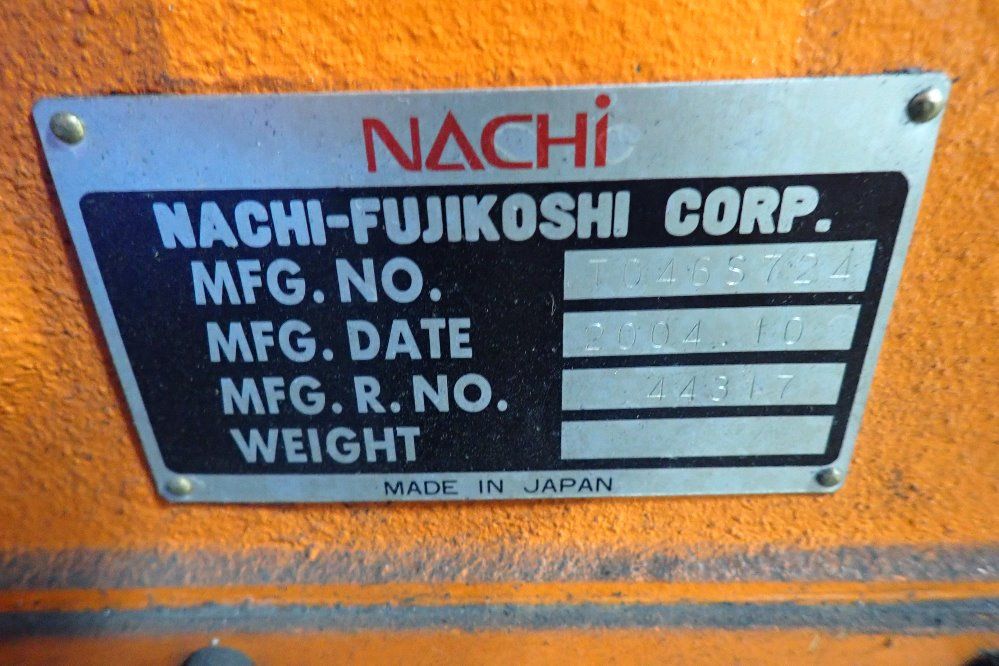 NACHi
NACHI-FUJIKOSHI CORP.
MFG. NO. T046S724
MFG. DATE 2004.10
MFG. R. NO. 44317
WEIGHT
MADE IN JAPAN